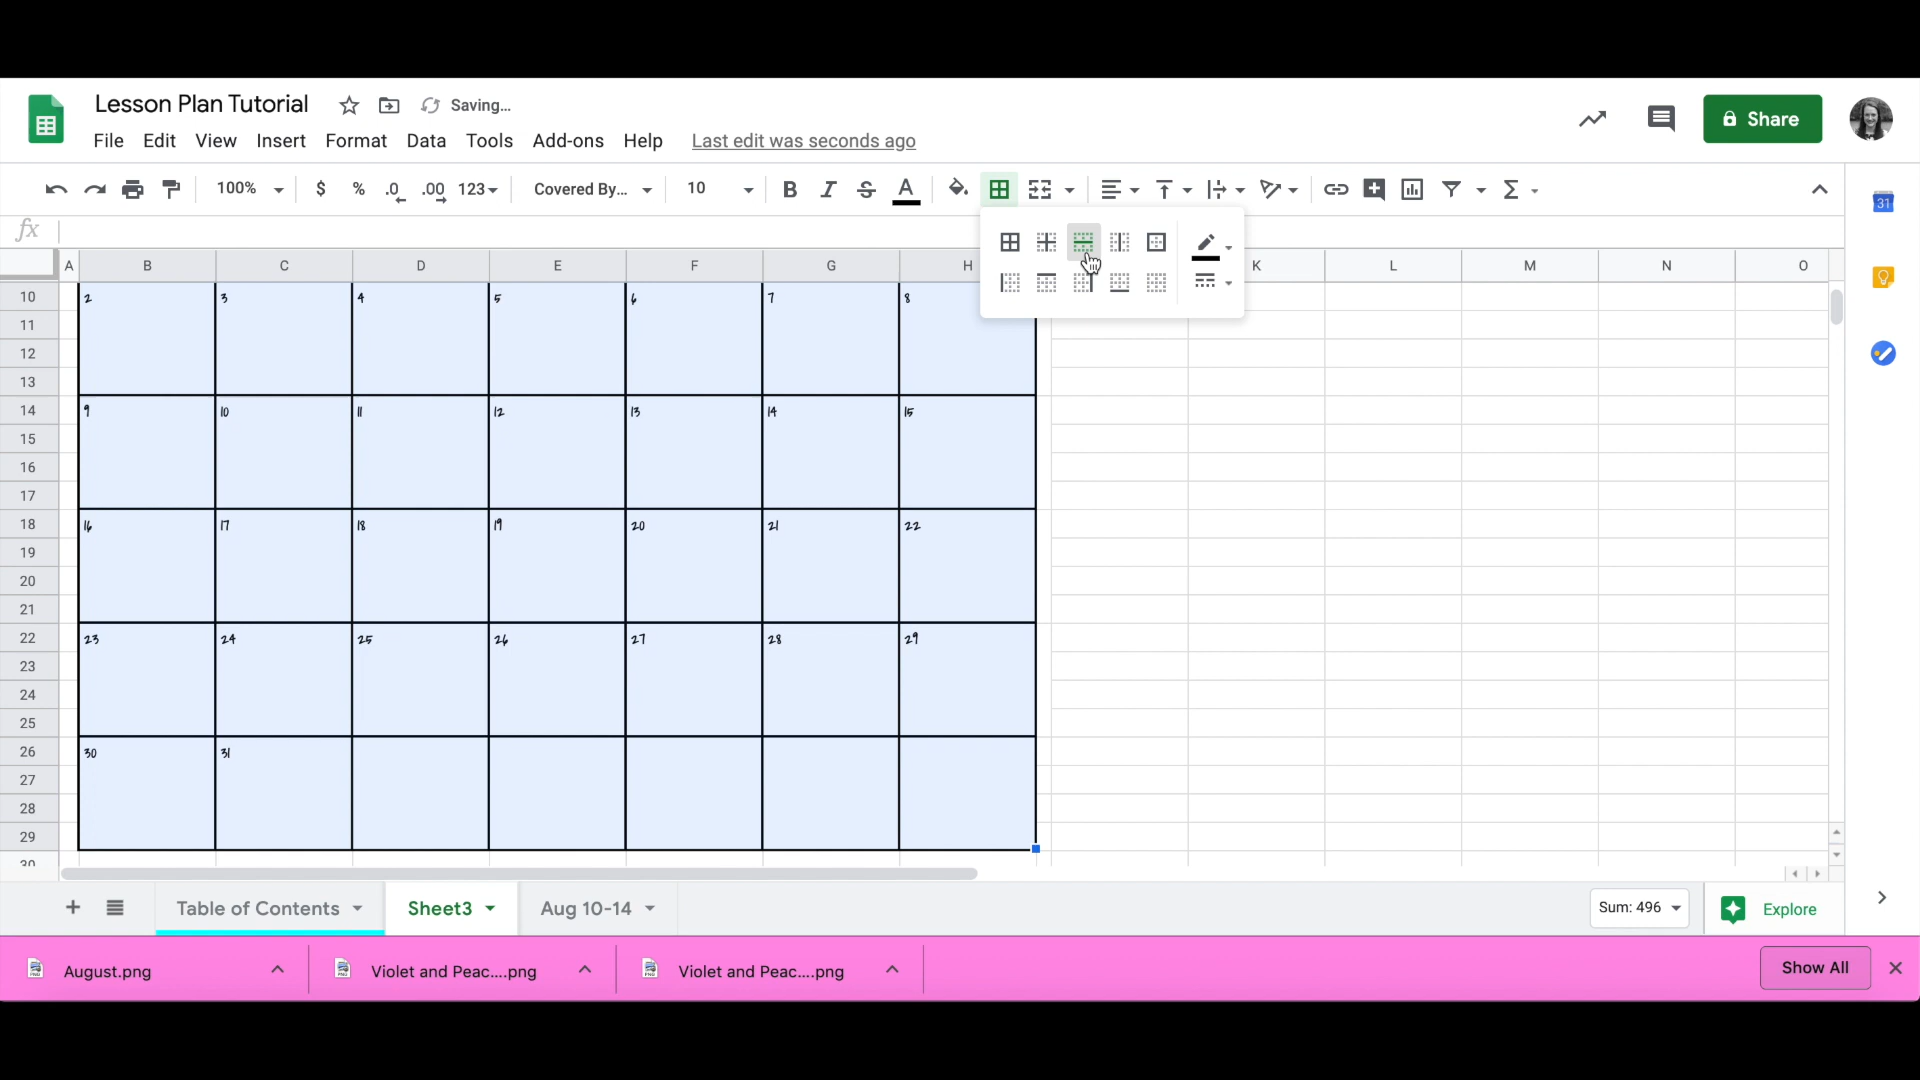 Lesson Plan Tutorial Saving...
File Edit View Insert Format Data Tools Add-ons Help Last edit was seconds ago
Share
100% $ % .0 .00 123 Covered By... 10 B I S A Σ
31
fx
A B C D E F G H K L M N O
10 2 3 4 5 6 7 8
11
12
13
14 9 10 11 12 13 14 15
15
16
17
18 16 17 18 19 20 21 22
19
20
21
22 23 24 25 26 27 28 29
23
24
25
26 30 31
27
28
29
30
Table of Contents Sheet3 Aug 10-14 Sum: 496 Explore
August.png Violet and Peac....png Violet and Peac....png Show All